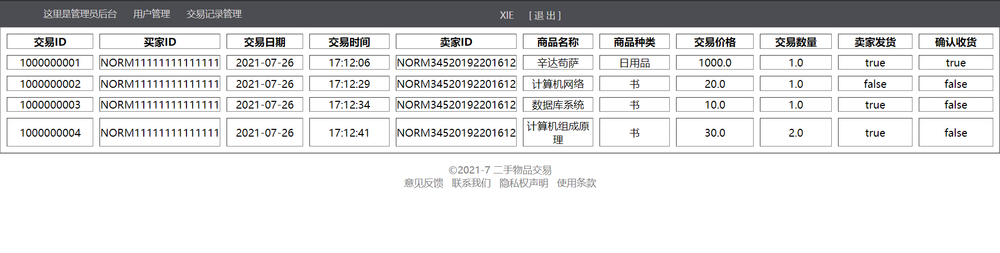 这里是管理员后台 用户管理 交易记录管理 XIE [ 退 出 ]
交易ID 买家ID 交易日期 交易时间 卖家ID 商品名称 商品种类 交易价格 交易数量 卖家发货 确认收货
1000000001 NORM11111111111111 2021-07-26 17:12:06 NORM34520192201612 辛达苟萨 日用品 1000.0 1.0 true true
1000000002 NORM11111111111111 2021-07-26 17:12:29 NORM34520192201612 计算机网络 书 20.0 1.0 false false
1000000003 NORM11111111111111 2021-07-26 17:12:34 NORM34520192201612 数据库系统 书 10.0 1.0 true false
1000000004 NORM11111111111111 2021-07-26 17:12:41 NORM34520192201612 计算机组成原
理 书 30.0 2.0 true false
©2021-7 二手物品交易
意见反馈 联系我们 隐私权声明 使用条款